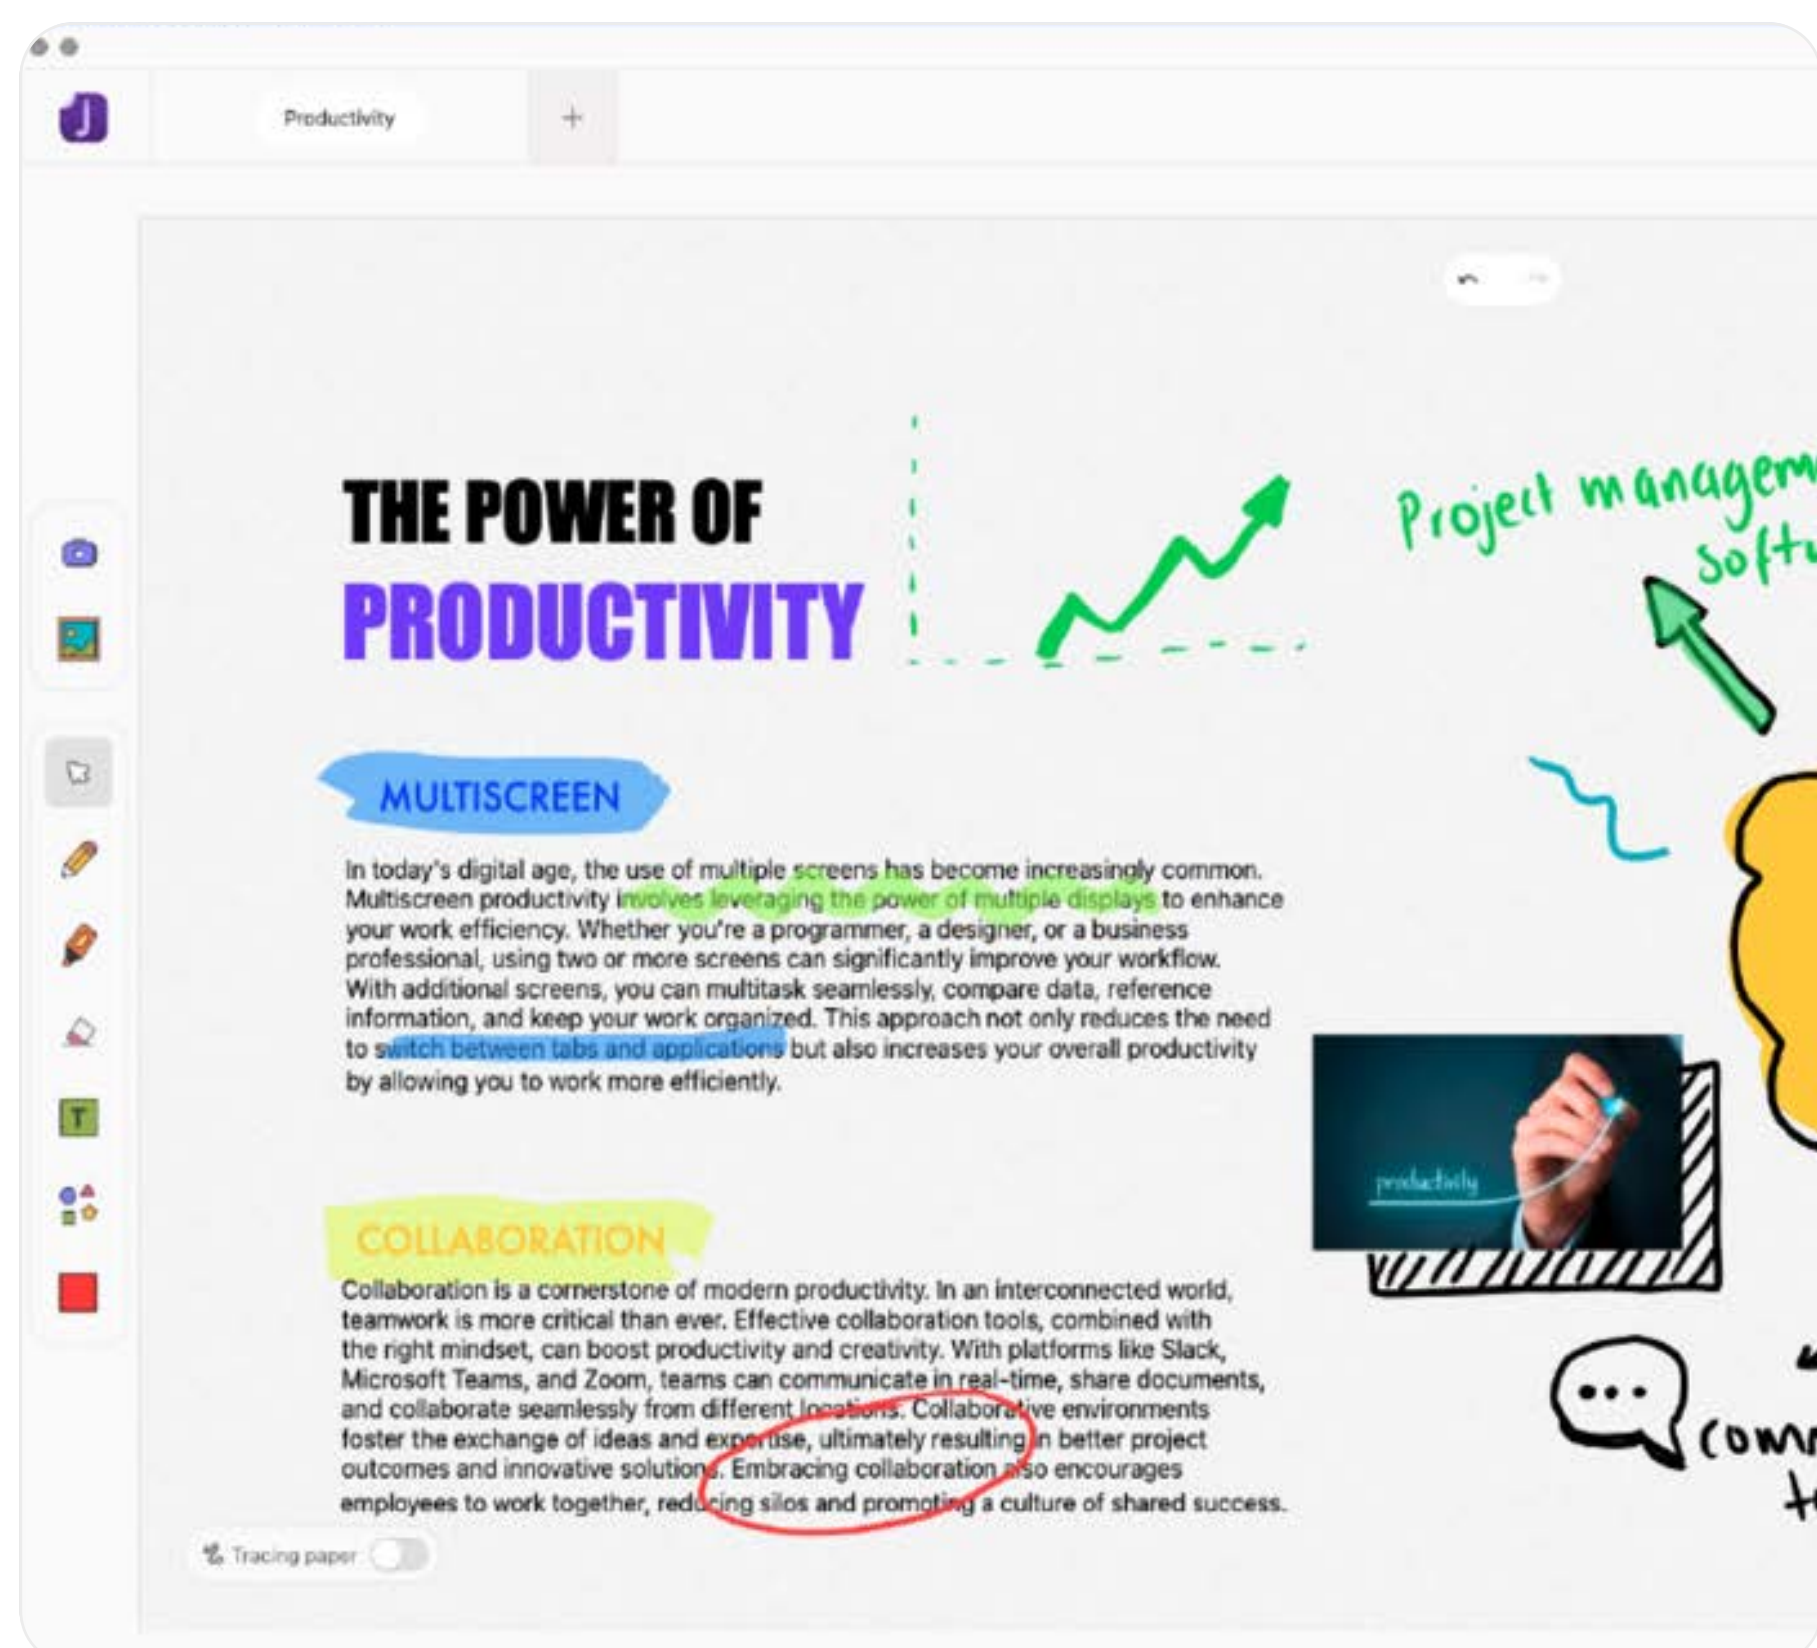 J
Productivity
+
THE POWER OF
PRODUCTIVITY
Project managem
softw
MULTISCREEN
In today's digital age, the use of multiple screens has become increasingly common.
Multiscreen productivity involves leveraging the power of multiple displays to enhance
your work efficiency. Whether you're a programmer, a designer, or a business
professional, using two or more screens can significantly improve your workflow.
With additional screens, you can multitask seamlessly, compare data, reference
information, and keep your work organized. This approach not only reduces the need
to switch between tabs and applications but also increases your overall productivity
by allowing you to work more efficiently.
T
productivity
COLLABORATION
Collaboration is a cornerstone of modern productivity. In an interconnected world,
teamwork is more critical than ever. Effective collaboration tools, combined with
the right mindset, can boost productivity and creativity. With platforms like Slack,
Microsoft Teams, and Zoom, teams can communicate in real-time, share documents,
and collaborate seamlessly from different locations. Collaborative environments
foster the exchange of ideas and expertise, ultimately resulting in better project
outcomes and innovative solutions. Embracing collaboration also encourages
employees to work together, reducing silos and promoting a culture of shared success.
Tracing paper